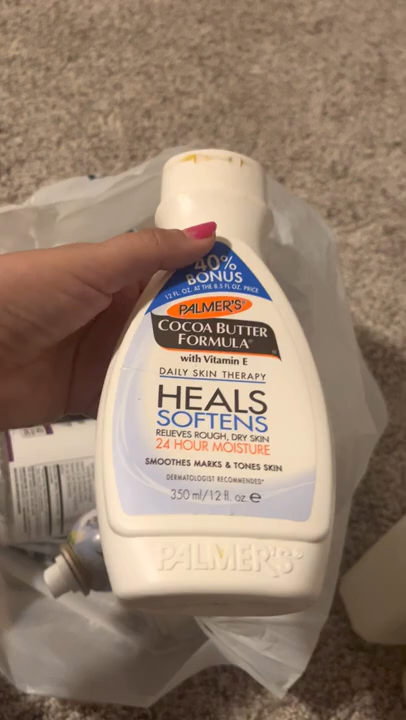 40%
BONUS
12 FL. OZ. AT THE 8.5 FL. OZ. PRICE
PALMER'S®
COCOA BUTTER
FORMULA®
with Vitamin E
DAILY SKIN THERAPY
HEALS
SOFTENS
RELIEVES ROUGH, DRY SKIN
24 HOUR MOISTURE
SMOOTHES MARKS & TONES SKIN
DERMATOLOGIST RECOMMENDED*
350 ml/12 fl. oz. ℮
PALMER'S®